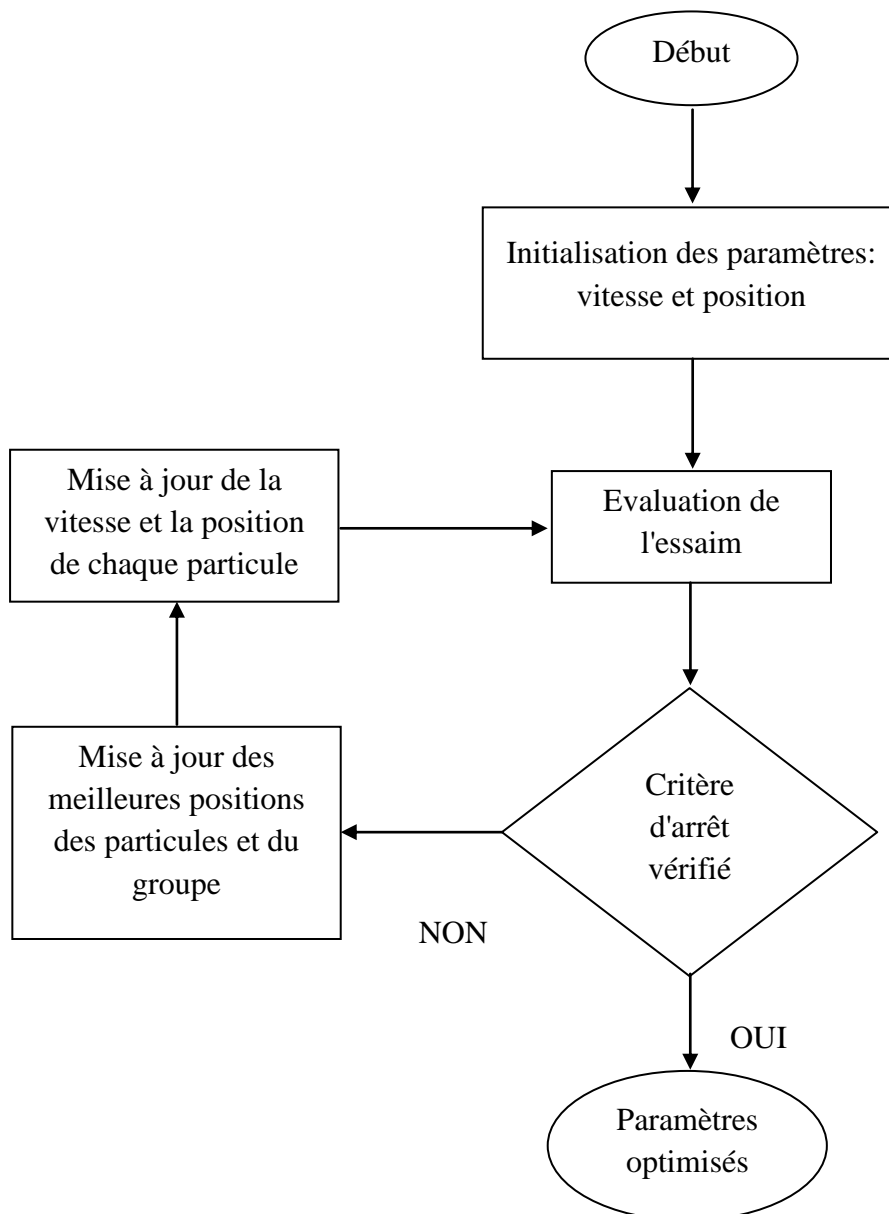 Début
Initialisation des paramètres:
vitesse et position
Mise à jour de la
vitesse et la position
de chaque particule
Evaluation de
l'essaim
Mise à jour des
meilleures positions
des particules et du
groupe
Critère
d'arrêt
vérifié
NON
OUI
Paramètres
optimisés